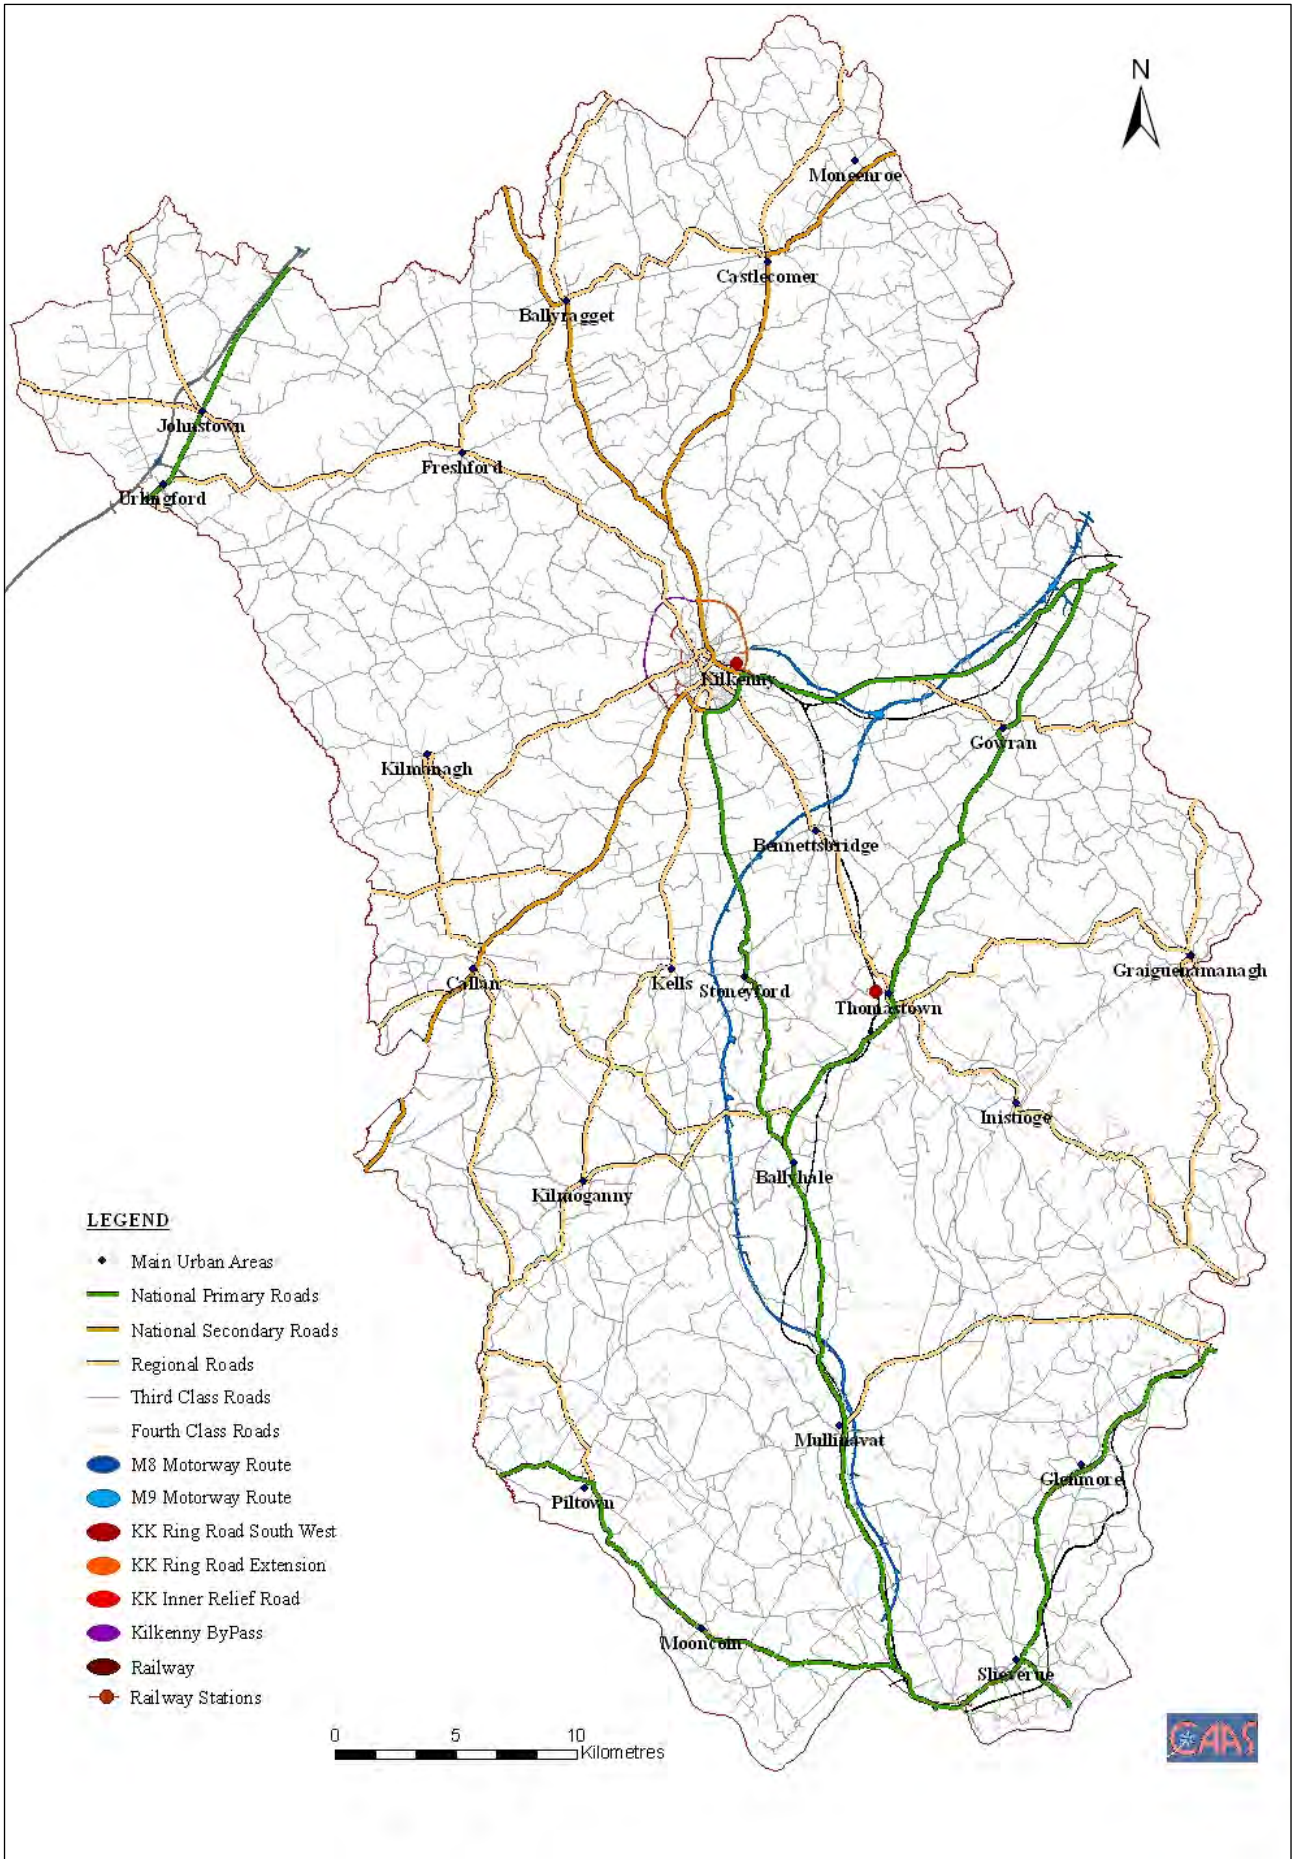 N
Moneenroe
Castlecomer
Ballyragget
Johnstown
Freshford
Urlingford
Kilkenny
Gowran
Kilmanagh
Bennettsbridge
Graiguenamanagh
Callan
Kells
Stoneyford
Thomastown
Inistioge
Ballyhale
Kilmoganny
LEGEND
Main Urban Areas
National Primary Roads
National Secondary Roads
Regional Roads
Third Class Roads
Fourth Class Roads
M8 Motorway Route
M9 Motorway Route
KK Ring Road South West
KK Ring Road Extension
KK Inner Relief Road
Kilkenny ByPass
Railway
Railway Stations
Mullinavat
Glenmore
Piltown
Mooncoin
Slieverue
0 5 10
Kilometres
CAAS